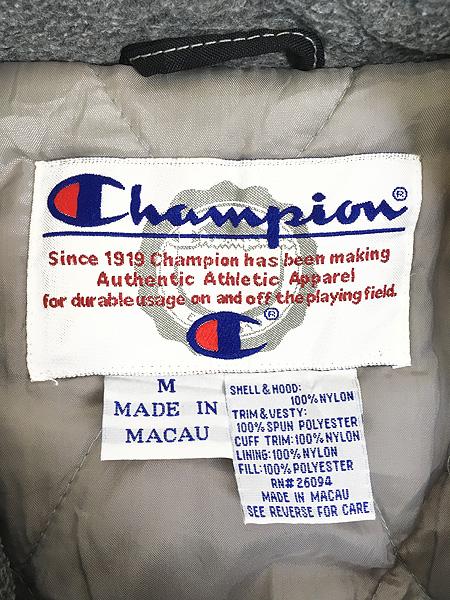 Champion®
Since 1919 Champion has been making
Authentic Athletic Apparel
for durable usage on and off the playing field.
®
M
MADE IN
MACAU
SHELL & HOOD:
100% NYLON
TRIM & VESTY:
100% SPUN POLYESTER
CUFF TRIM: 100% NYLON
LINING: 100% NYLON
FILL: 100% POLYESTER
RN# 26094
MADE IN MACAU
SEE REVERSE FOR CARE